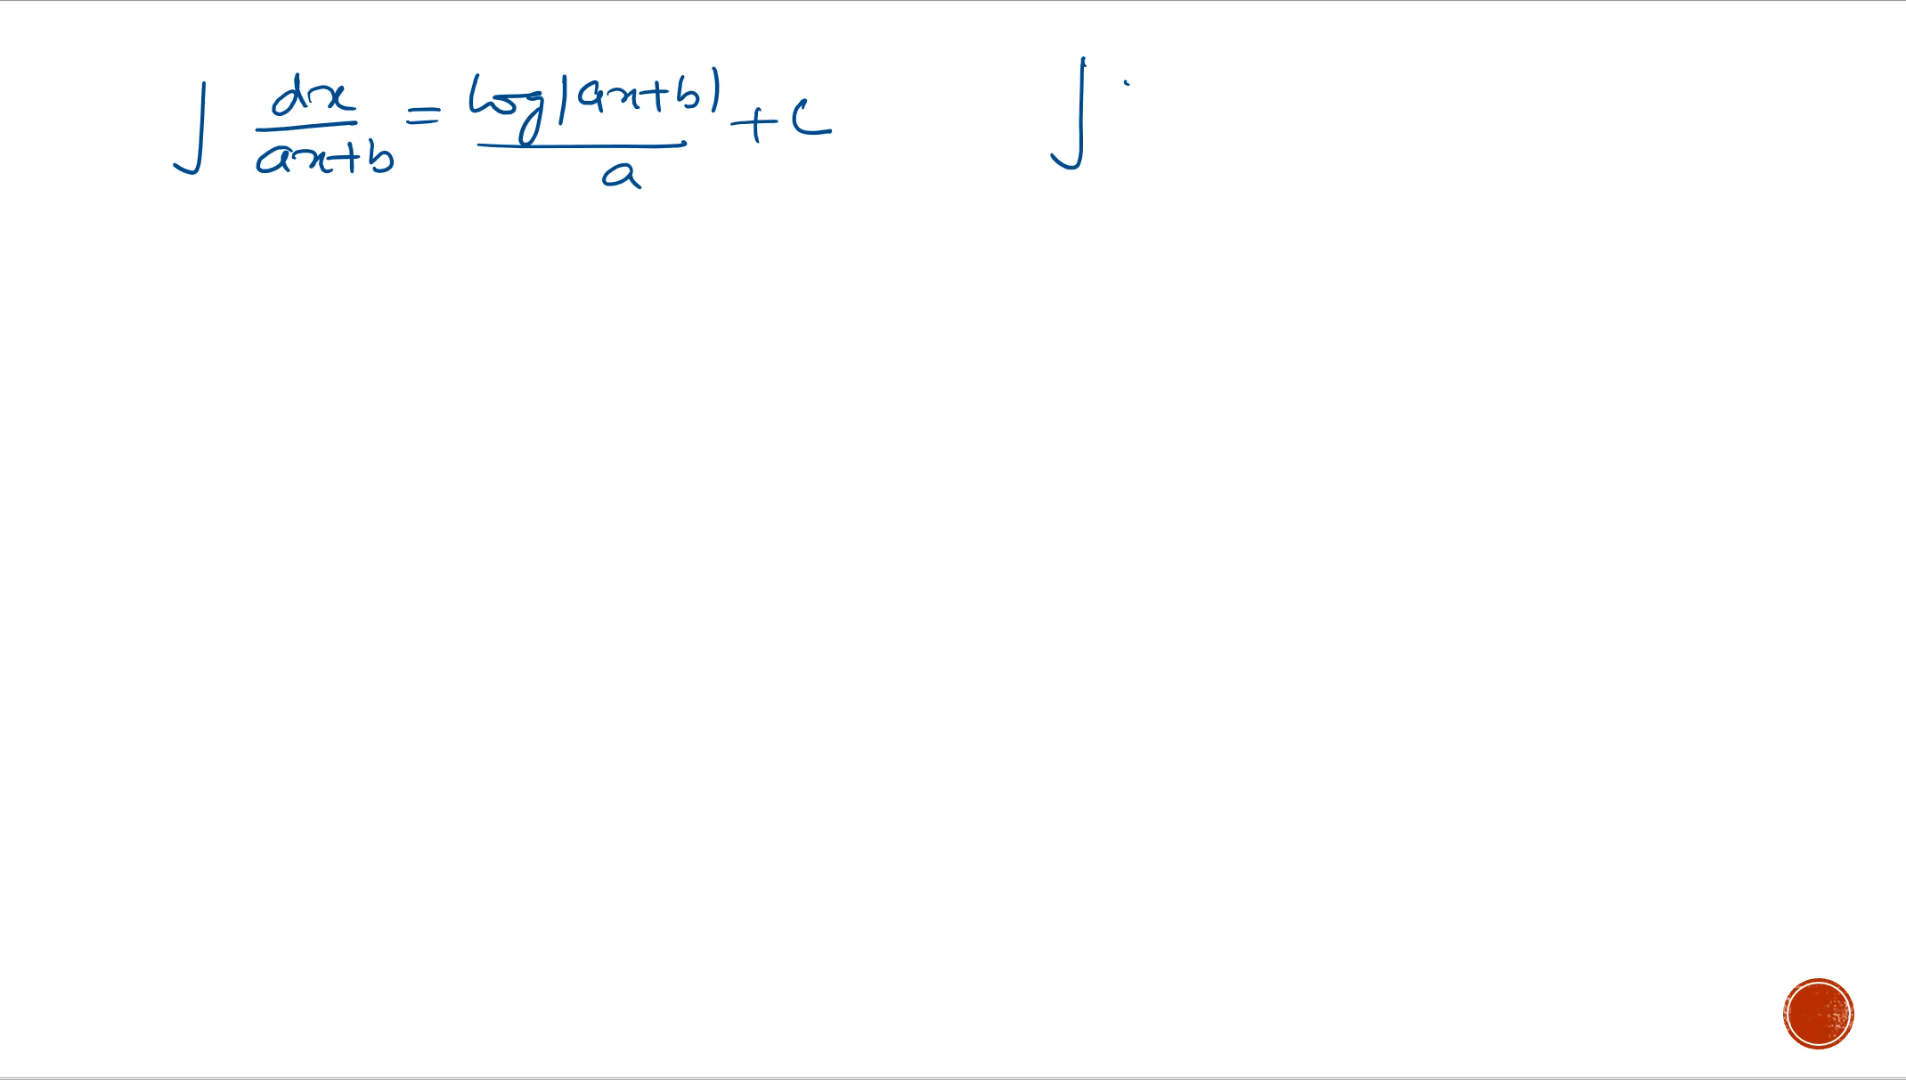 ∫ dx/(ax+b) = log|ax+b|/a + c    ∫